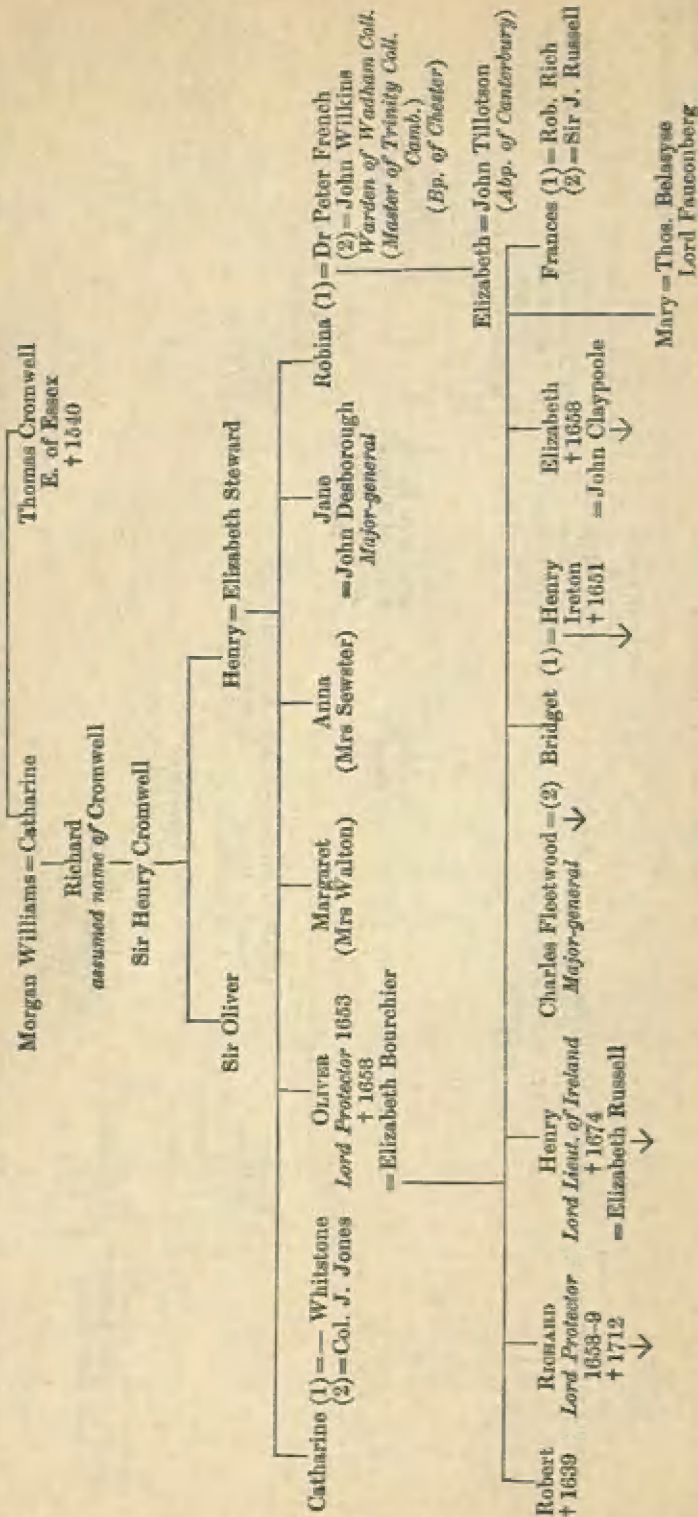 Thomas Cromwell
E. of Essex
† 1540
Morgan Williams = Catharine
Richard
assumed name of Cromwell
Sir Henry Cromwell
Sir Oliver
Henry = Elizabeth Steward
Catharine (1) = — Whitstone
(2) = Col. J. Jones
OLIVER
Lord Protector 1653
† 1658
= Elizabeth Bourchier
Margaret
(Mrs Walton)
Anna
(Mrs Sewster)
Jane
= John Desborough
Major-general
Robina (1) = Dr Peter French
(2) = John Wilkins
Warden of Wadham Coll.
(Master of Trinity Coll.
Camb.)
(Bp. of Chester)
Elizabeth = John Tillotson
(Abp. of Canterbury)
Robert
† 1639
RICHARD
Lord Protector
1658-9
† 1712
Henry
Lord Lieut. of Ireland
† 1674
= Elizabeth Russell
Charles Fleetwood = (2) Bridget (1) = Henry
Major-general
Ireton
† 1651
Elizabeth
† 1658
= John Claypoole
Mary = Thos. Belasyse
Lord Fauconberg
Frances (1) = Rob. Rich
(2) = Sir J. Russell